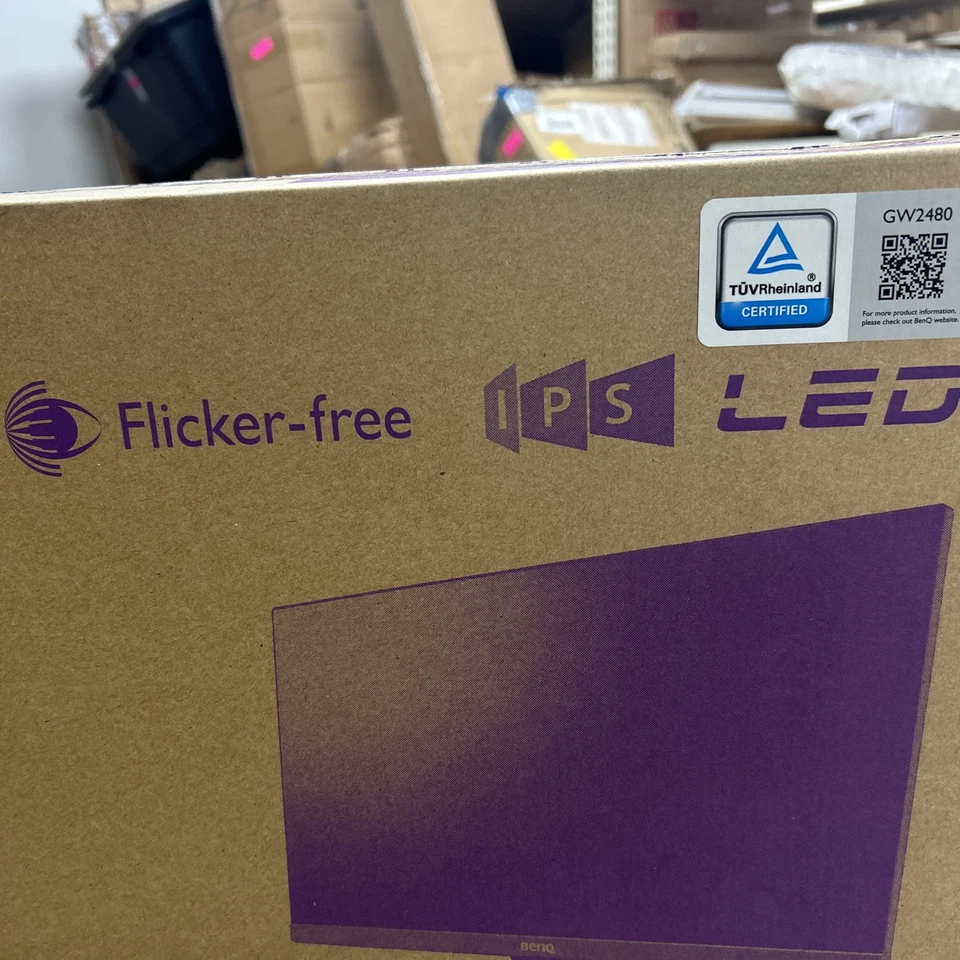 GW2480
TÜVRheinland®
CERTIFIED
For more product information,
please check out BenQ website.
Flicker-free
IPS
LED
BenQ